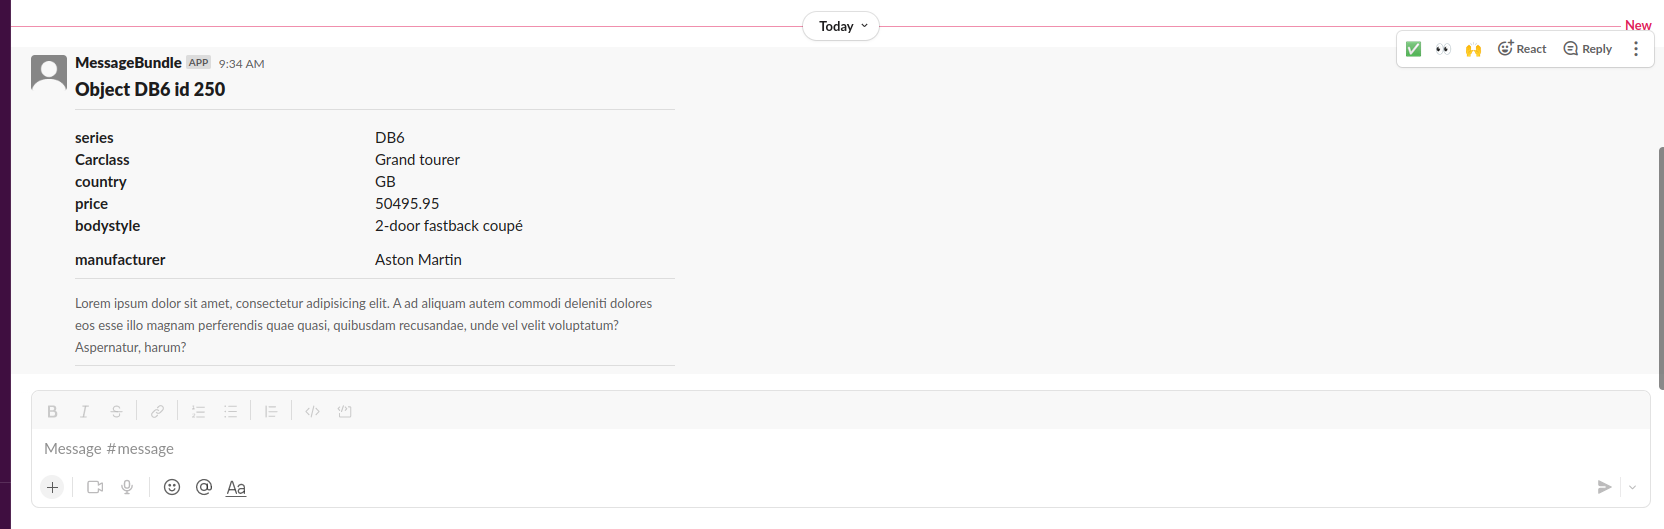 Today
New
MessageBundle APP 9:34 AM
React Reply
Object DB6 id 250
series DB6
Carclass Grand tourer
country GB
price 50495.95
bodystyle 2-door fastback coupé
manufacturer Aston Martin
Lorem ipsum dolor sit amet, consectetur adipisicing elit. A ad aliquam autem commodi deleniti dolores
eos esse illo magnam perferendis quae quasi, quibusdam recusandae, unde vel velit voluptatum?
Aspernatur, harum?
B I S </>
Message #message
+ @ Aa